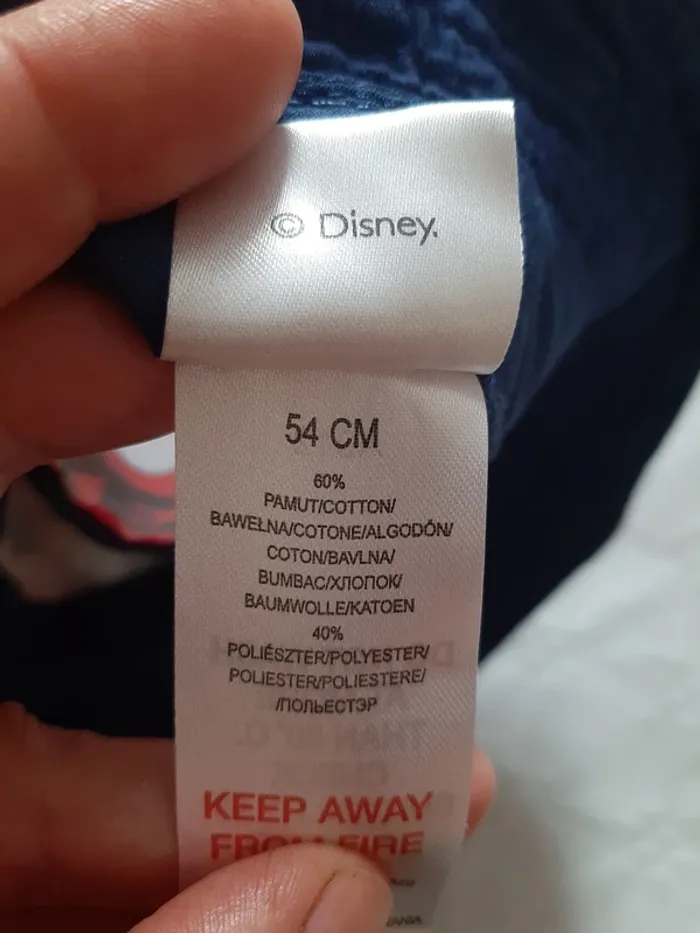 © Disney.
54 CM
60%
PAMUT/COTTON/
BAWEŁNA/COTONE/ALGODÓN/
COTON/BAVLNA/
BUMBAC/ХЛОПОК/
BAUMWOLLE/KATOEN
40%
POLIÉSZTER/POLYESTER/
POLIESTER/POLIESTERE/
/ПОЛЬЕСТЭР
KEEP AWAY
FROM FIRE